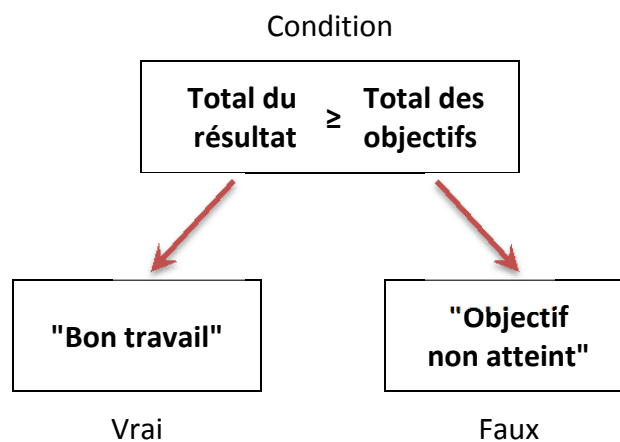 Condition
Total du ≥ Total des
résultat objectifs
"Bon travail"
"Objectif
non atteint"
Vrai
Faux